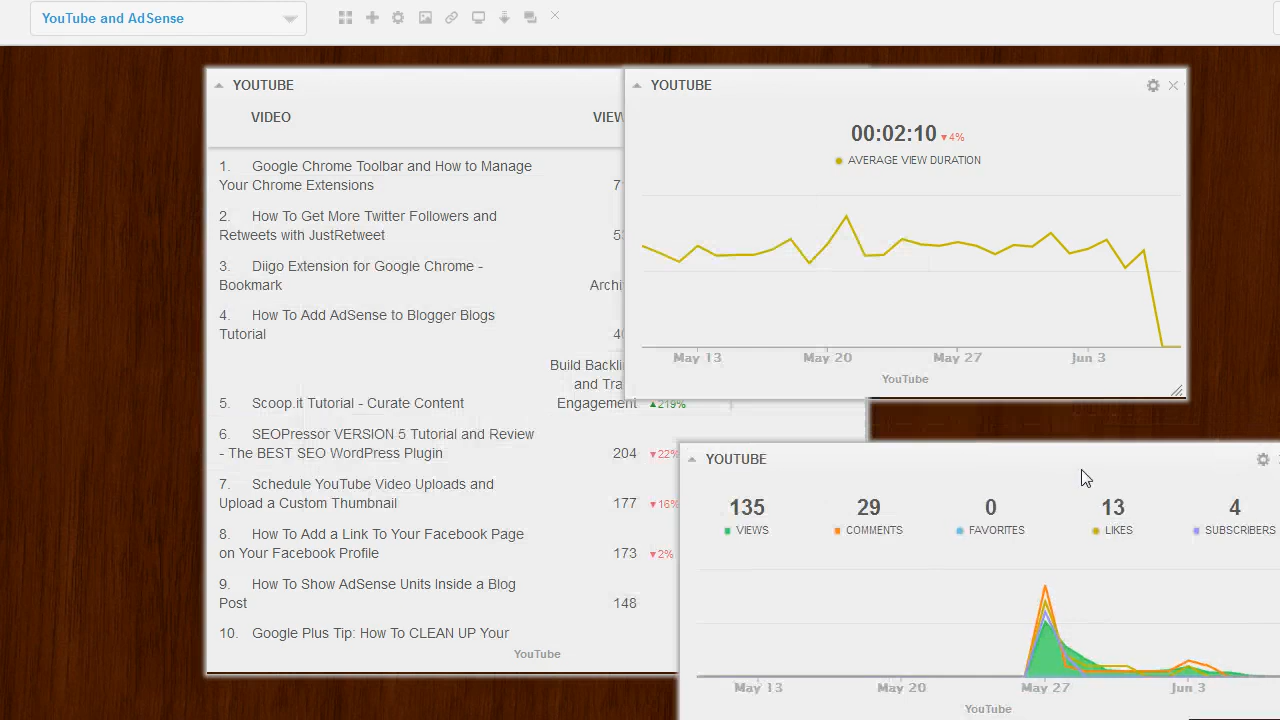 YouTube and AdSense
YOUTUBE
VIDEO
1. Google Chrome Toolbar and How to Manage
Your Chrome Extensions
2. How To Get More Twitter Followers and
Retweets with JustRetweet
3. Diigo Extension for Google Chrome -
Bookmark
4. How To Add AdSense to Blogger Blogs
Tutorial
Build
and
5. Scoop.it Tutorial - Curate Content Engagement ▲219%
6. SEOPressor VERSION 5 Tutorial and Review
- The BEST SEO WordPress Plugin 204 ▼22%
7. Schedule YouTube Video Uploads and
Upload a Custom Thumbnail 177 ▼16%
8. How To Add a Link To Your Facebook Page
on Your Facebook Profile 173 ▼2%
9. How To Show AdSense Units Inside a Blog
Post 148
10. Google Plus Tip: How To CLEAN UP Your
YouTube
YOUTUBE
00:02:10 ▼4%
AVERAGE VIEW DURATION
May 13 May 20 May 27 Jun 3
YouTube
YOUTUBE
135 29 0 13 4
VIEWS COMMENTS FAVORITES LIKES SUBSCRIBERS
May 13 May 20 May 27 Jun 3
YouTube